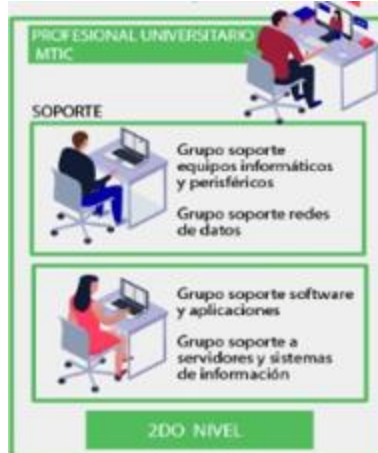 PROFESIONAL UNIVERSITARIO
MTIC
SOPORTE
Grupo soporte
equipos informáticos
y perisféricos
Grupo soporte redes
de datos
Grupo soporte software
y aplicaciones
Grupo soporte a
servidores y sistemas
de información
2DO NIVEL